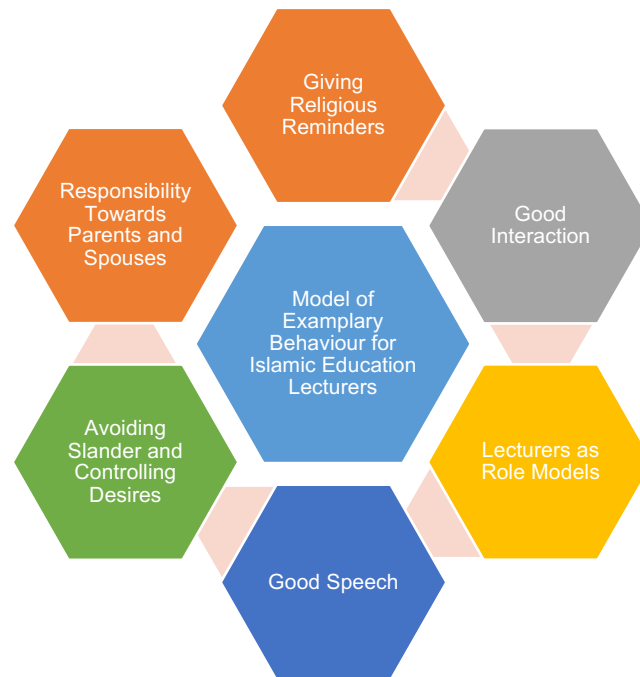 Giving
Religious
Reminders
Responsibility
Towards
Parents and
Spouses
Good
Interaction
Model of
Examplary
Behaviour for
Islamic Education
Lecturers
Avoiding
Slander and
Controlling
Desires
Lecturers as
Role Models
Good Speech